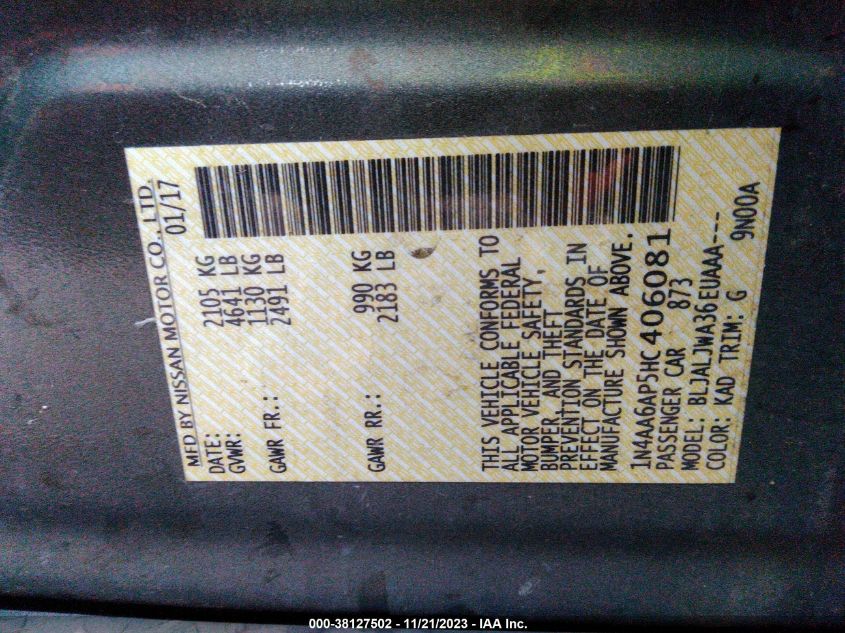 MFD BY NISSAN MOTOR CO., LTD.
DATE: 01/17
GVWR: 2105 KG
4641 LB
GAWR FR.: 1130 KG
2491 LB
GAWR RR.: 990 KG
2183 LB
THIS VEHICLE CONFORMS TO
ALL APPLICABLE FEDERAL
MOTOR VEHICLE SAFETY,
BUMPER, AND THEFT
PREVENTION STANDARDS IN
EFFECT ON THE DATE OF
MANUFACTURE SHOWN ABOVE.
1N4AA6AP5HC406081
PASSENGER CAR 873
MODEL: BLJALJWA36EUAAA---
COLOR: KAD TRIM: G 9N00A
000-38127502 - 11/21/2023 - IAA Inc.